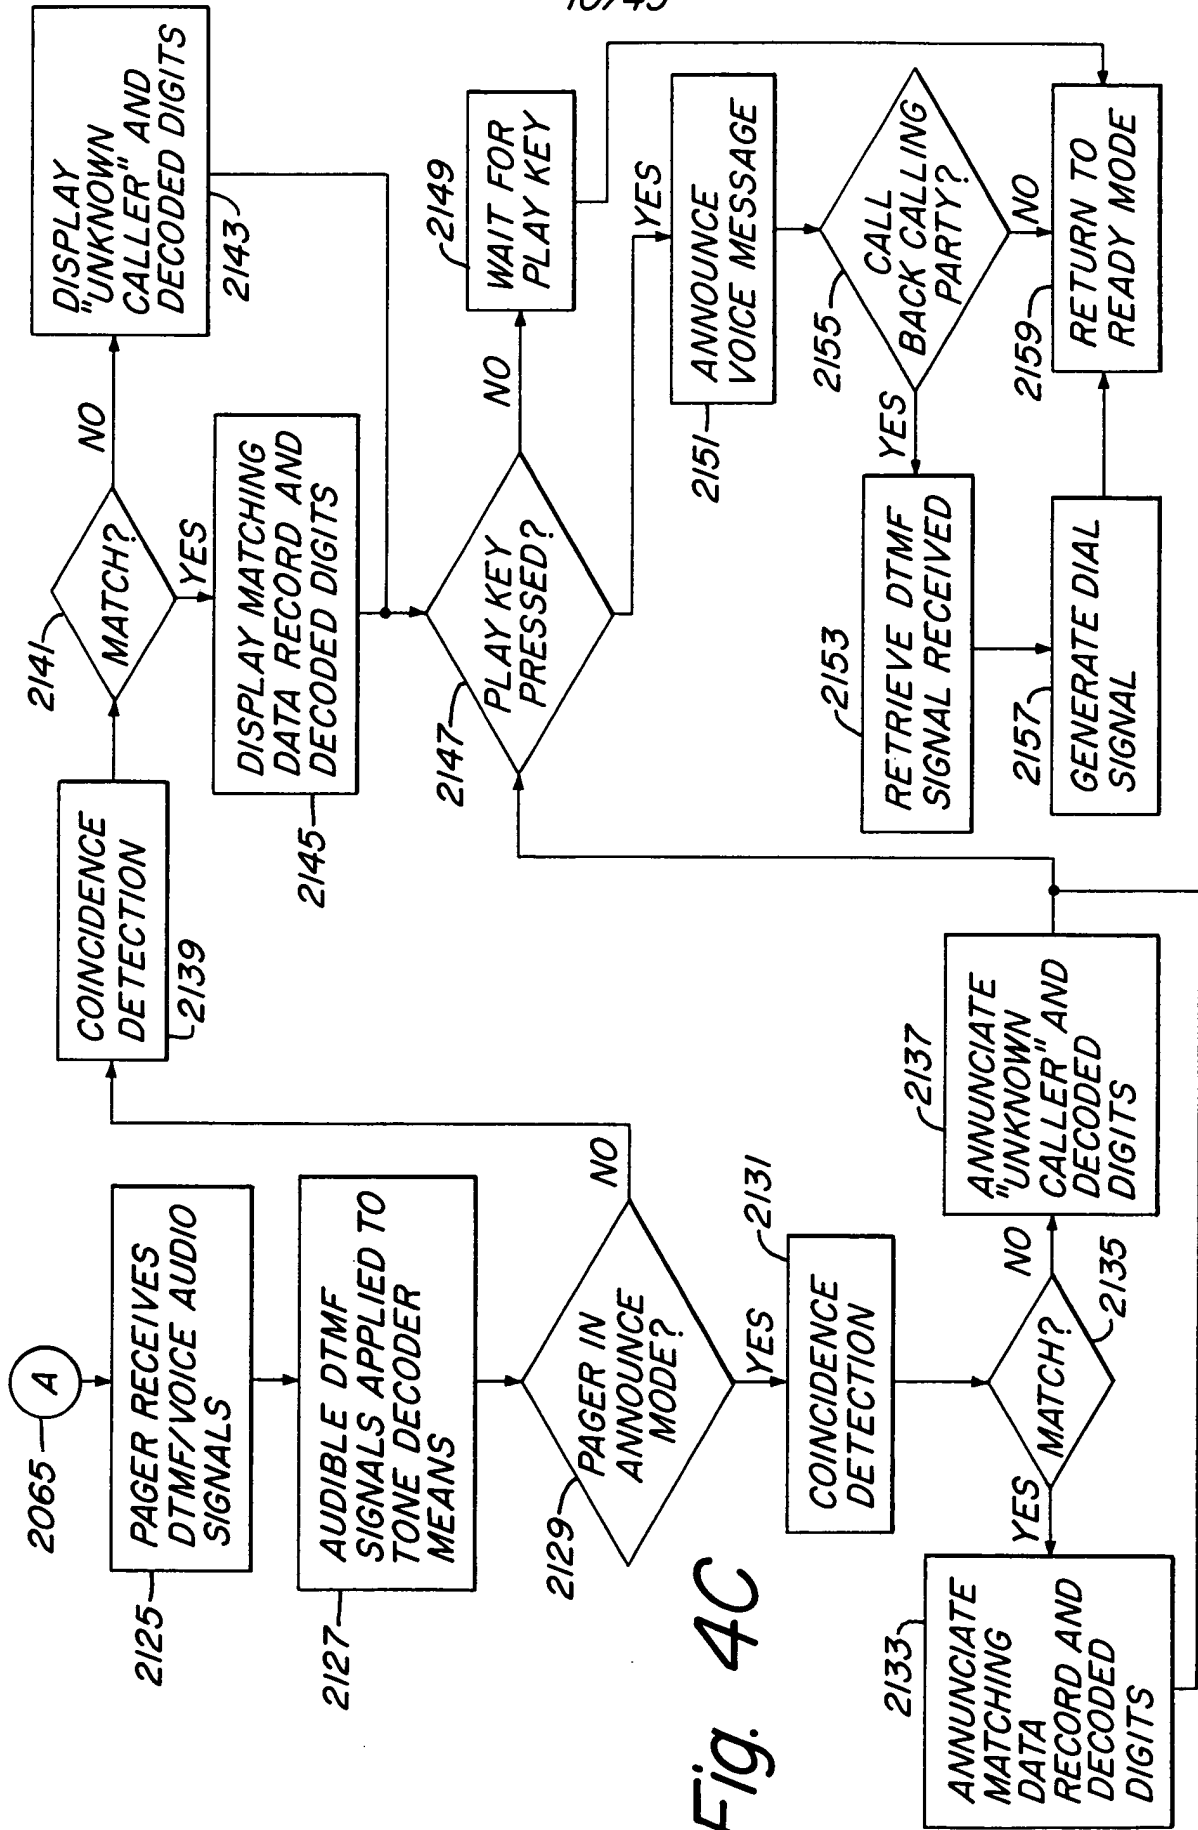 2065
A
2125
PAGER RECEIVES
DTMF/VOICE AUDIO
SIGNALS
2127
AUDIBLE DTMF
SIGNALS APPLIED TO
TONE DECODER
MEANS
2129
PAGER IN
ANNOUNCE
MODE?
NO
YES
2131
COINCIDENCE
DETECTION
MATCH?
2135
YES
NO
2133
ANNUNCIATE
MATCHING
DATA
RECORD AND
DECODED
DIGITS
2137
ANNUNCIATE
"UNKNOWN
CALLER" AND
DECODED
DIGITS
COINCIDENCE
DETECTION
2139
2141
MATCH?
NO
YES
DISPLAY
"UNKNOWN
CALLER" AND
DECODED DIGITS
2143
DISPLAY MATCHING
DATA RECORD AND
DECODED DIGITS
2145
2147
PLAY KEY
PRESSED?
NO
YES
2149
WAIT FOR
PLAY KEY
ANNOUNCE
VOICE MESSAGE
2151
2155
CALL
BACK CALLING
PARTY?
YES
NO
2153
RETRIEVE DTMF
SIGNAL RECEIVED
2157
GENERATE DIAL
SIGNAL
2159
RETURN TO
READY MODE
Fig. 4C